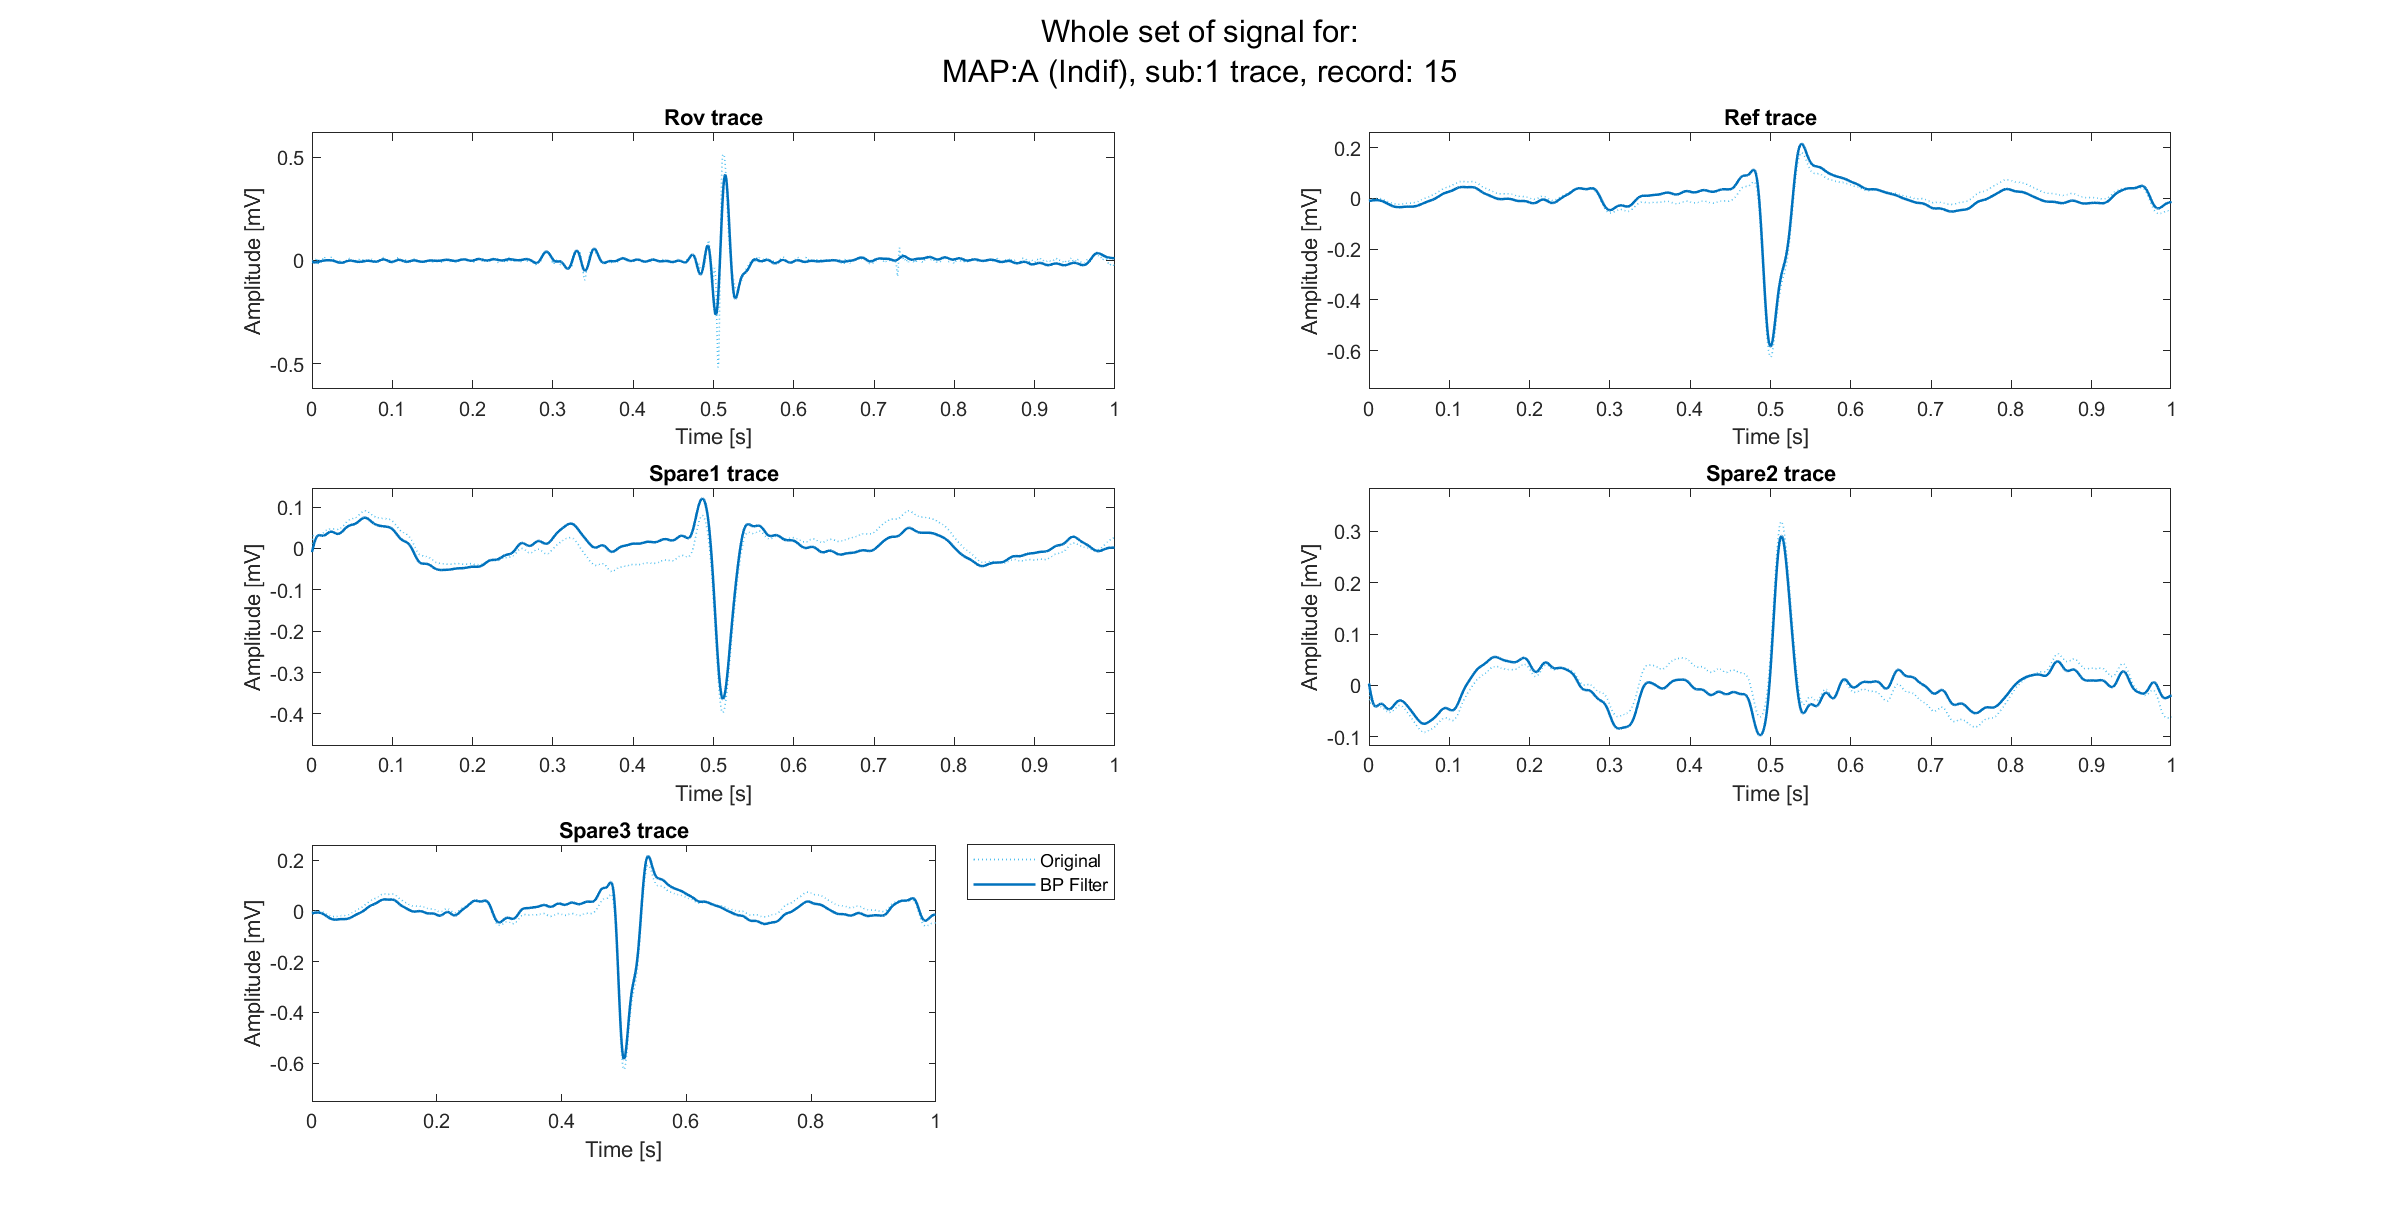 Whole set of signal for:
MAP:A (Indif), sub:1 trace, record: 15
Rov trace
0.5
0
-0.5
Amplitude [mV]
0 0.1 0.2 0.3 0.4 0.5 0.6 0.7 0.8 0.9 1
Time [s]
Ref trace
0.2
0
-0.2
-0.4
-0.6
Amplitude [mV]
0 0.1 0.2 0.3 0.4 0.5 0.6 0.7 0.8 0.9 1
Time [s]
Spare1 trace
0.1
0
-0.1
-0.2
-0.3
-0.4
Amplitude [mV]
0 0.1 0.2 0.3 0.4 0.5 0.6 0.7 0.8 0.9 1
Time [s]
Spare2 trace
0.3
0.2
0.1
0
-0.1
Amplitude [mV]
0 0.1 0.2 0.3 0.4 0.5 0.6 0.7 0.8 0.9 1
Time [s]
Spare3 trace
0.2
0
-0.2
-0.4
-0.6
Amplitude [mV]
0 0.2 0.4 0.6 0.8 1
Time [s]
Original
BP Filter